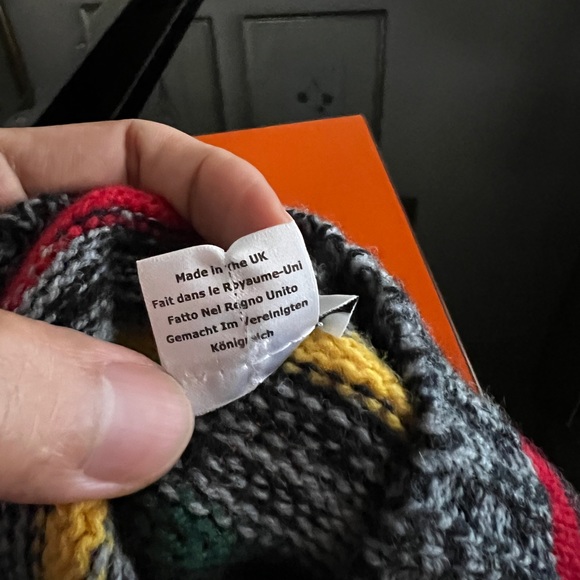 Made in the UK
Fait dans le Royaume-Uni
Fatto Nel Regno Unito
Gemacht Im Vereinigten
Königreich